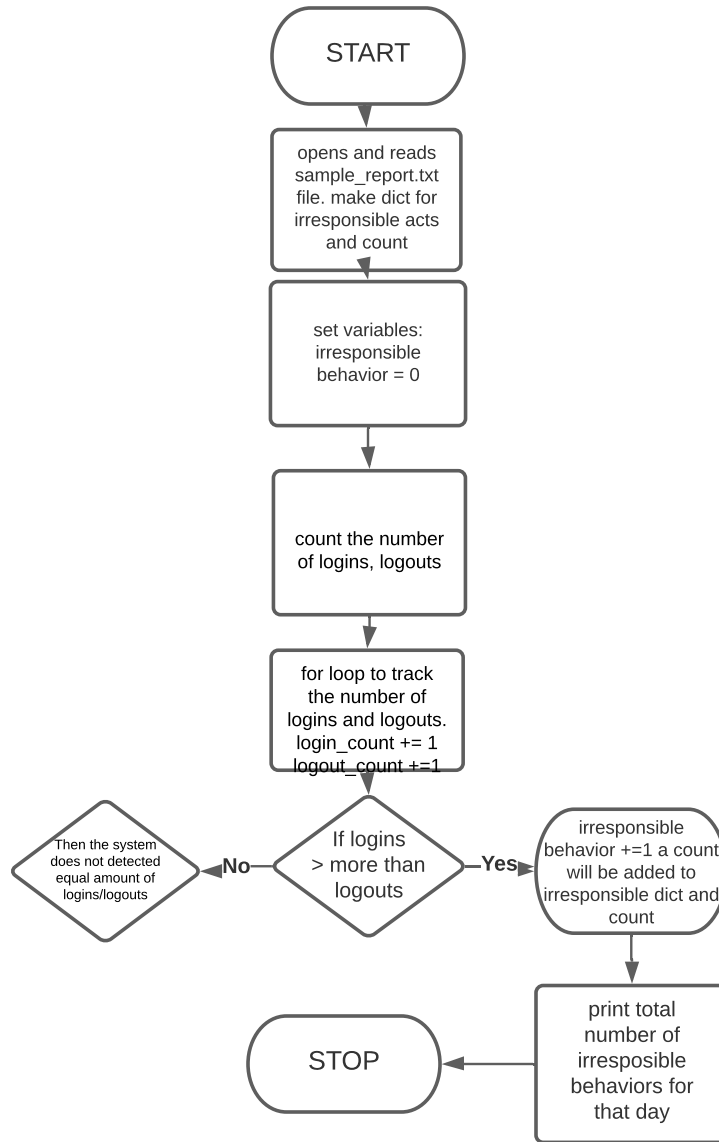 START
opens and reads
sample_report.txt
file. make dict for
irresponsible acts
and count
set variables:
irresponsible
behavior = 0
count the number
of logins, logouts
for loop to track
the number of
logins and logouts.
login_count += 1
logout_count +=1
If logins
> more than
logouts
No
Then the system
does not detected
equal amount of
logins/logouts
Yes
irresponsible
behavior +=1 a count
will be added to
irresponsible dict and
count
print total
number of
irresposible
behaviors for
that day
STOP